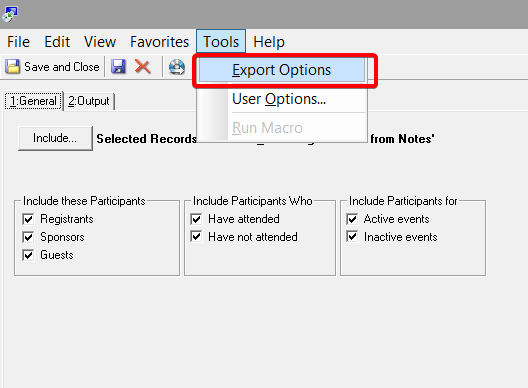 File Edit View Favorites Tools Help
Save and Close
Export Options
User Options...
Run Macro
1:General 2:Output
Include... Selected Records from Notes'
Include these Participants Include Participants Who Include Participants for
Registrants Have attended Active events
Sponsors Have not attended Inactive events
Guests